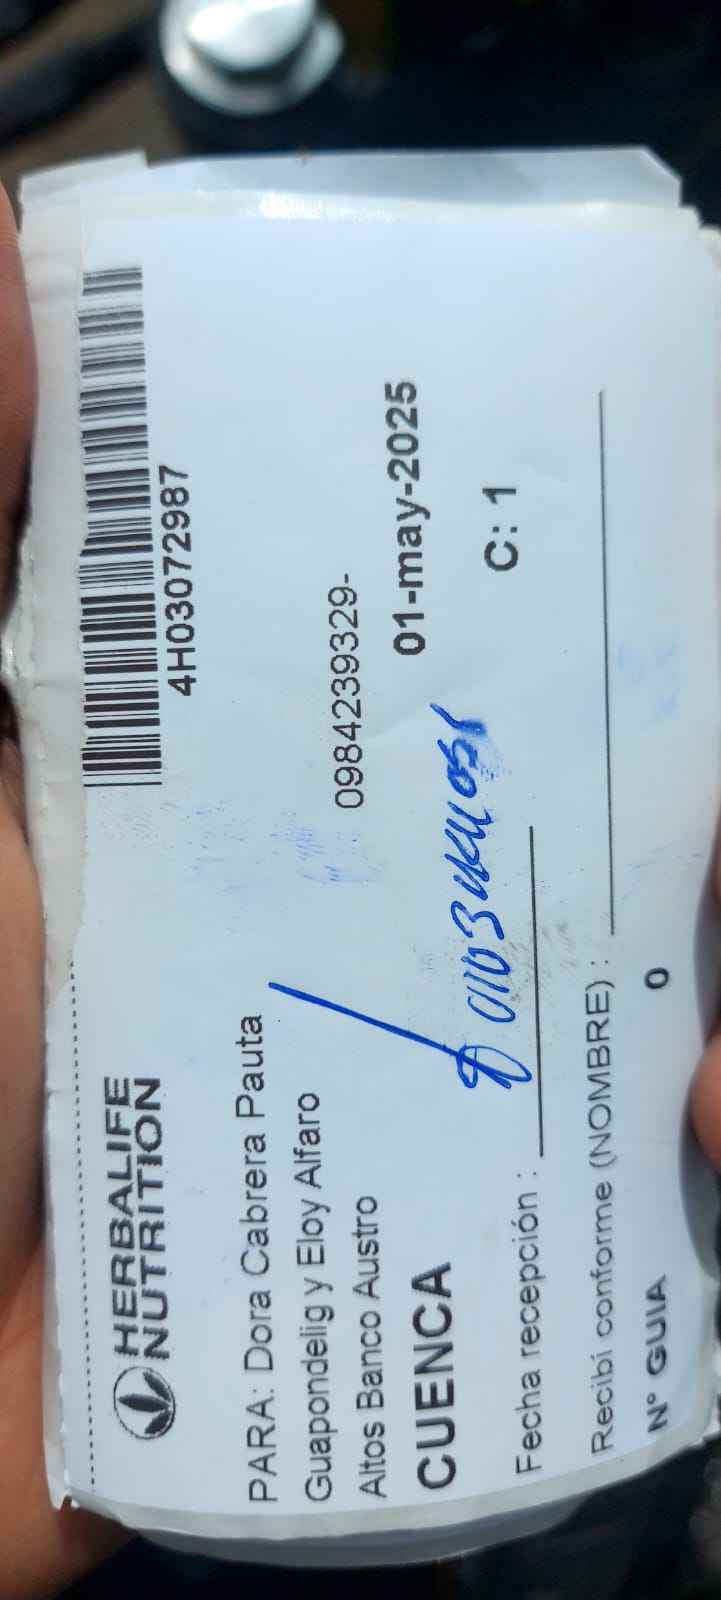 HERBALIFE
NUTRITION
4H03072987
PARA: Dora Cabrera Pauta
Guapondelig y Eloy Alfaro
0984239329-
Altos Banco Austro
CUENCA
01-may-2025
Fecha recepción :
C: 1
Recibí conforme (NOMBRE) :
N° GUIA
0